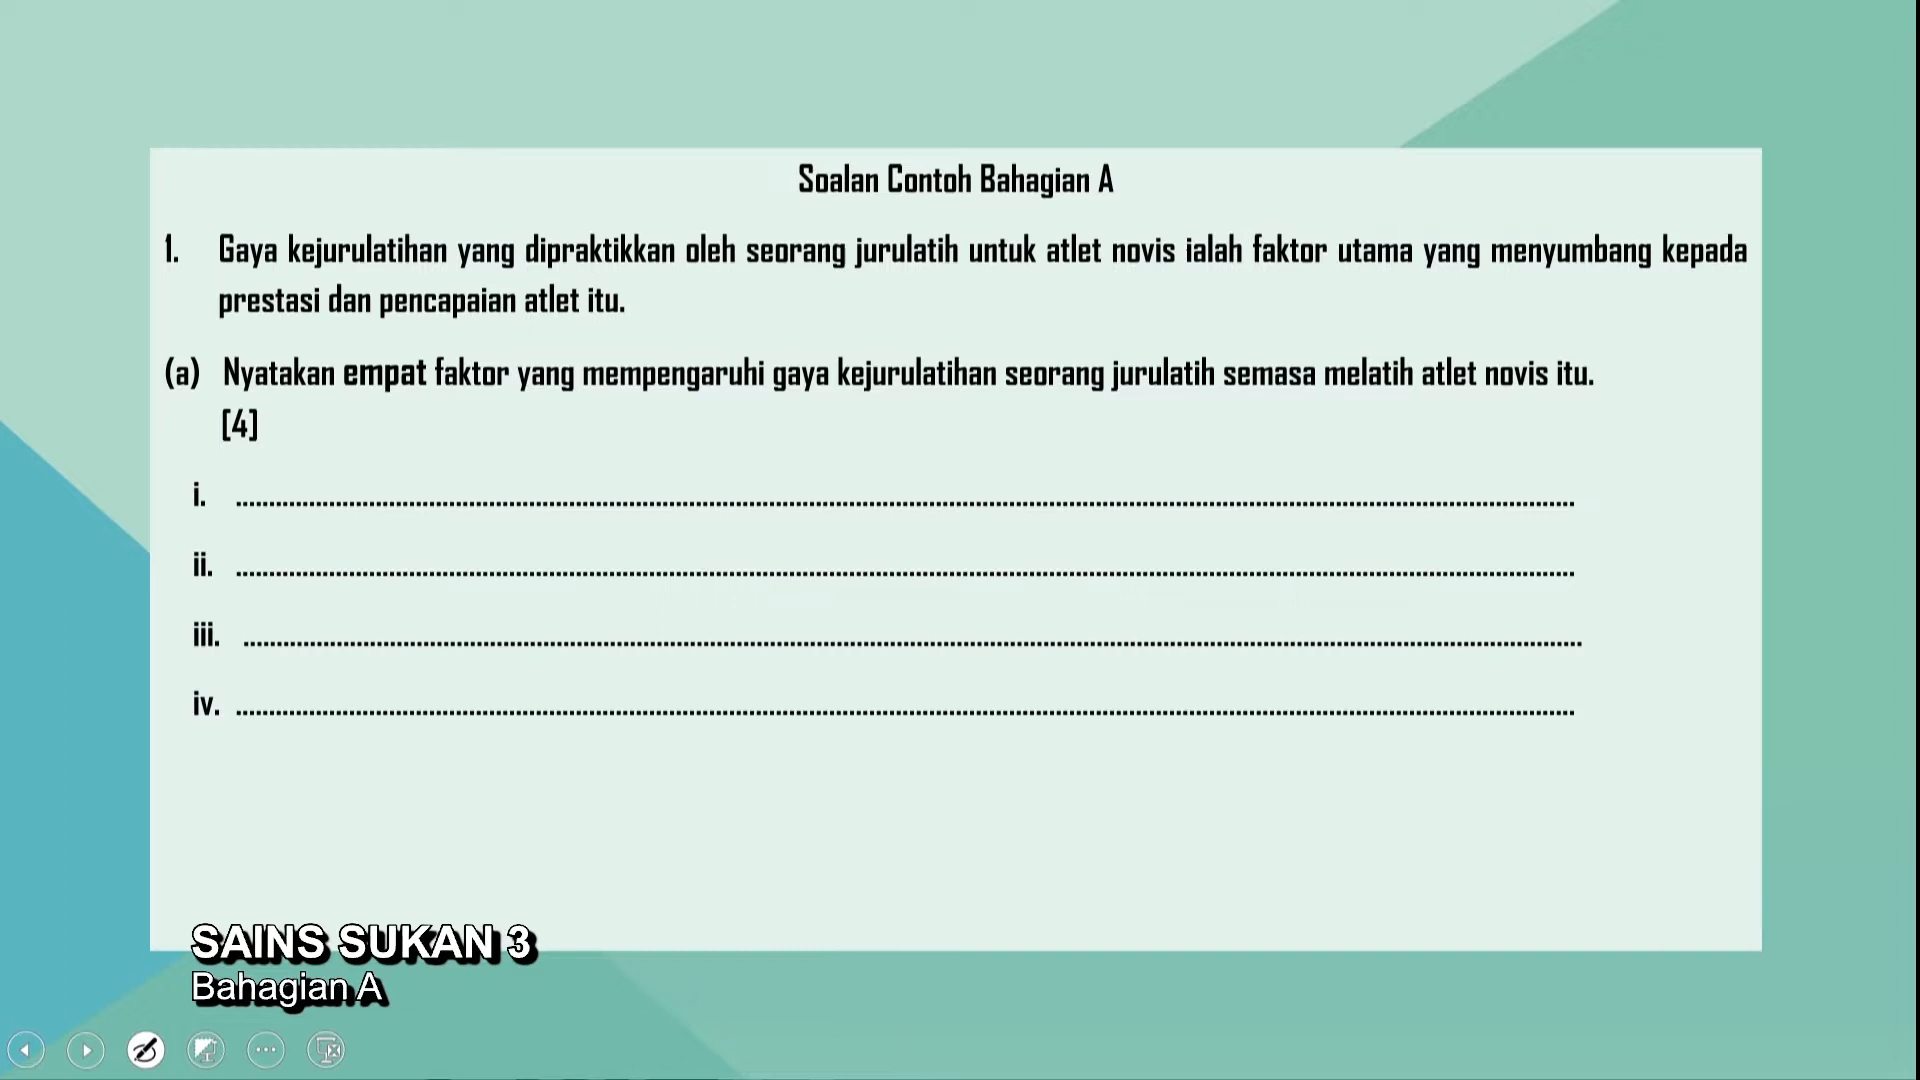 Soalan Contoh Bahagian A
1. Gaya kejurulatihan yang dipraktikkan oleh seorang jurulatih untuk atlet novis ialah faktor utama yang menyumbang kepada
prestasi dan pencapaian atlet itu.
(a) Nyatakan empat faktor yang mempengaruhi gaya kejurulatihan seorang jurulatih semasa melatih atlet novis itu.
[4]
i. ................................................................................
ii. ................................................................................
iii. ................................................................................
iv. ................................................................................
SAINS SUKAN 3
Bahagian A